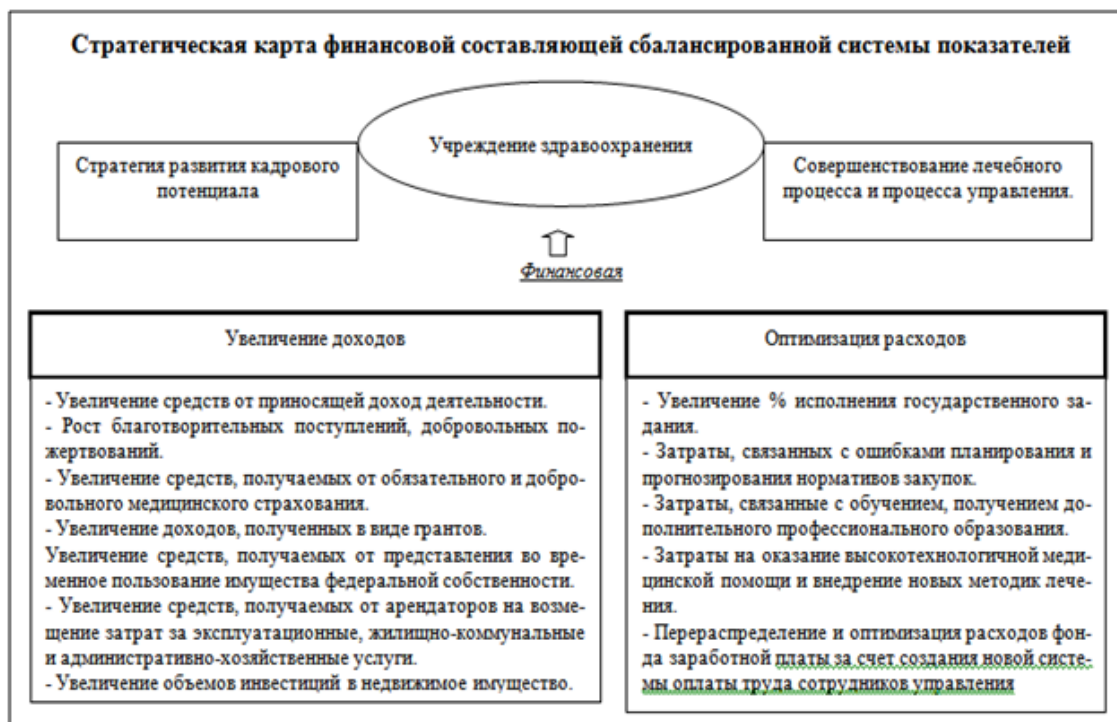 Стратегическая карта финансовой составляющей сбалансированной системы показателей
Учреждение здравоохранения
Стратегия развития кадрового
потенциала
Совершенствование лечебного
процесса и процесса управления.
Финансовая
Увеличение доходов
- Увеличение средств от приносящей доход деятельности.
- Рост благотворительных поступлений, добровольных по-
жертвований.
- Увеличение средств, получаемых от обязательного и добро-
вольного медицинского страхования.
- Увеличение доходов, полученных в виде грантов.
Увеличение средств, получаемых от представления во вре-
менное пользование имущества федеральной собственности.
- Увеличение средств, получаемых от арендаторов на возме-
щение затрат за эксплуатационные, жилищно-коммунальные
и административно-хозяйственные услуги.
- Увеличение объемов инвестиций в недвижимое имущество.
Оптимизация расходов
- Увеличение % исполнения государственного за-
дания.
- Затраты, связанных с ошибками планирования и
прогнозирования нормативов закупок.
- Затраты, связанные с обучением, получением до-
полнительного профессионального образования.
- Затраты на оказание высокотехнологичной меди-
цинской помощи и внедрение новых методик лече-
ния.
- Перераспределение и оптимизация расходов фон-
да заработной платы за счет создания новой систе-
мы оплаты труда сотрудников управления